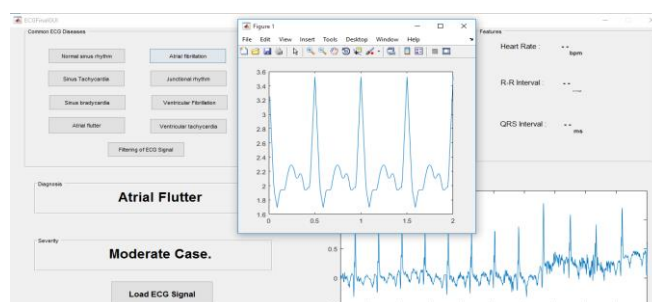 ECGFinalGUI
Common ECG Diseases
Normal sinus rhythm
Atrial fibrillation
Sinus Tachycardia
Junctional rhythm
Sinus bradycardia
Ventricular Fibrillation
Atrial flutter
Ventricular tachycardia
Filtering of ECG Signal
Diagnosis
Atrial Flutter
Severity
Moderate Case.
Load ECG Signal
Figure 1
File Edit View Insert Tools Desktop Window Help
3.6
3.4
3.2
3
2.8
2.6
2.4
2.2
2
1.8
1.6
0 0.5 1 1.5 2
Features
Heart Rate : -- bpm
R-R Interval : --
QRS Interval : -- ms
0.5
0